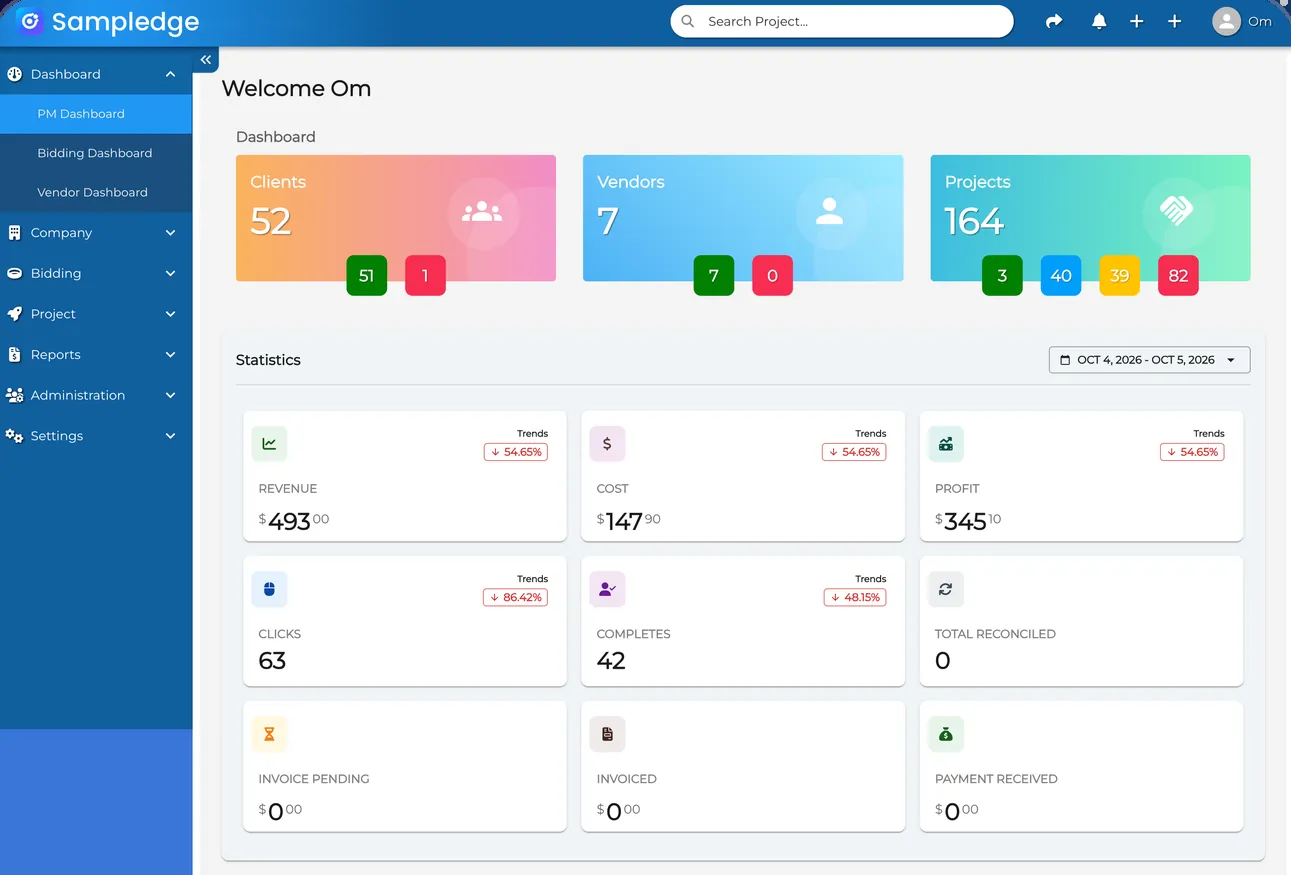 Sampledge
Search Project...
Om
Dashboard
PM Dashboard
Bidding Dashboard
Vendor Dashboard
Company
Bidding
Project
Reports
Administration
Settings
Welcome Om
Dashboard
Clients
52
51 1
Vendors
7
7 0
Projects
164
3 40 39 82
Statistics
OCT 4, 2026 - OCT 5, 2026
Trends
54.65%
REVENUE
$493 00
Trends
54.65%
COST
$147 90
Trends
54.65%
PROFIT
$345 10
Trends
86.42%
CLICKS
63
Trends
48.15%
COMPLETES
42
TOTAL RECONCILED
0
INVOICE PENDING
$0 00
INVOICED
$0 00
PAYMENT RECEIVED
$0 00